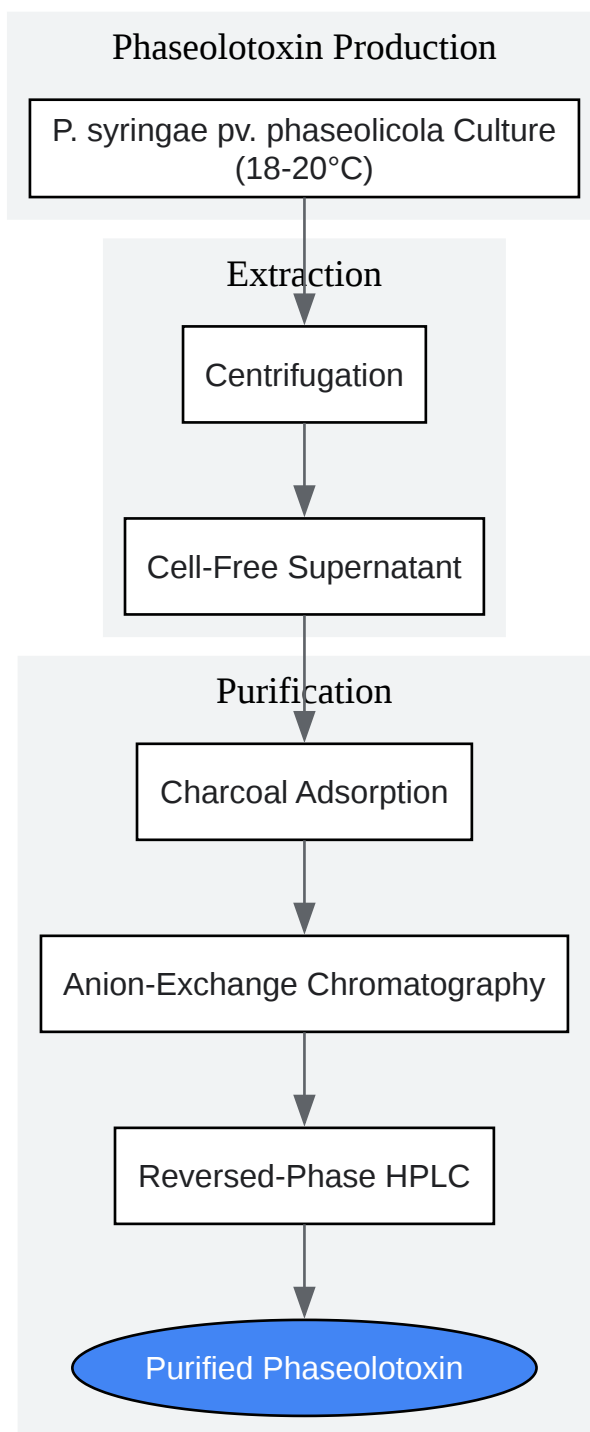 Phaseolotoxin Production
P. syringae pv. phaseolicola Culture
(18-20°C)
Extraction
Centrifugation
Cell-Free Supernatant
Purification
Charcoal Adsorption
Anion-Exchange Chromatography
Reversed-Phase HPLC
Purified Phaseolotoxin